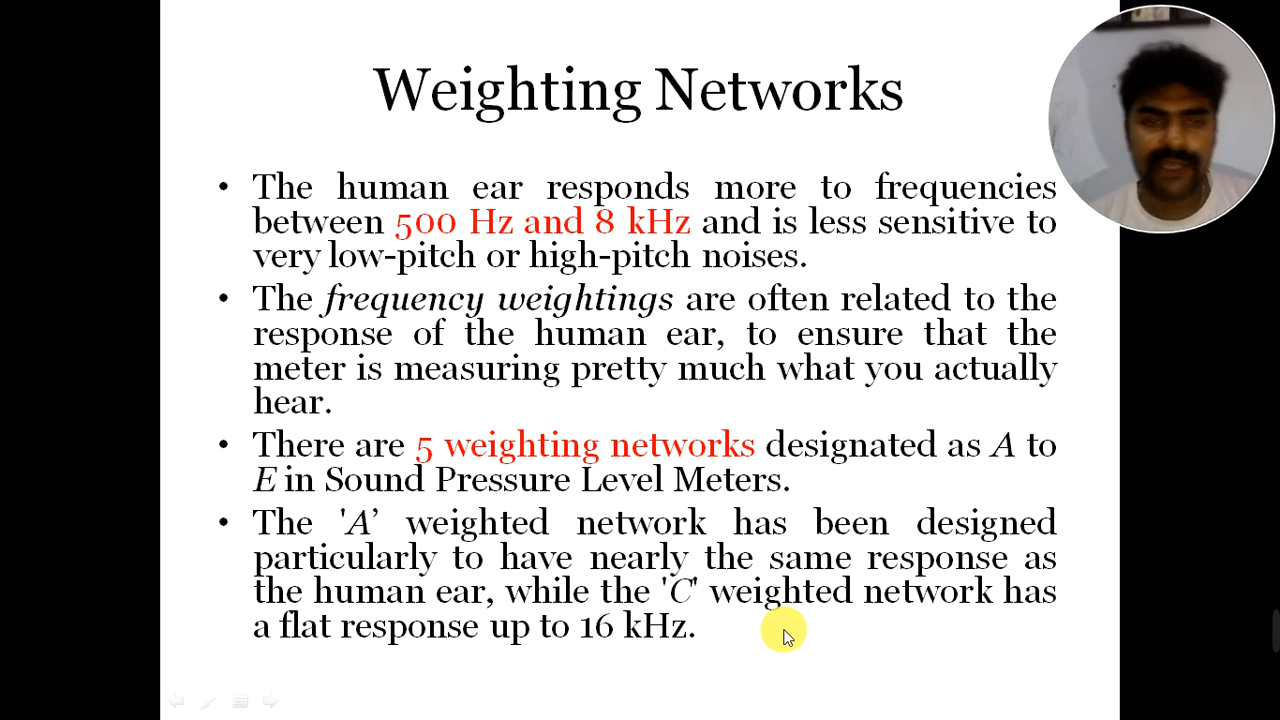 Weighting Networks
• The human ear responds more to frequencies
between 500 Hz and 8 kHz and is less sensitive to
very low-pitch or high-pitch noises.
• The frequency weightings are often related to the
response of the human ear, to ensure that the
meter is measuring pretty much what you actually
hear.
• There are 5 weighting networks designated as A to
E in Sound Pressure Level Meters.
• The 'A’ weighted network has been designed
particularly to have nearly the same response as
the human ear, while the 'C' weighted network has
a flat response up to 16 kHz.